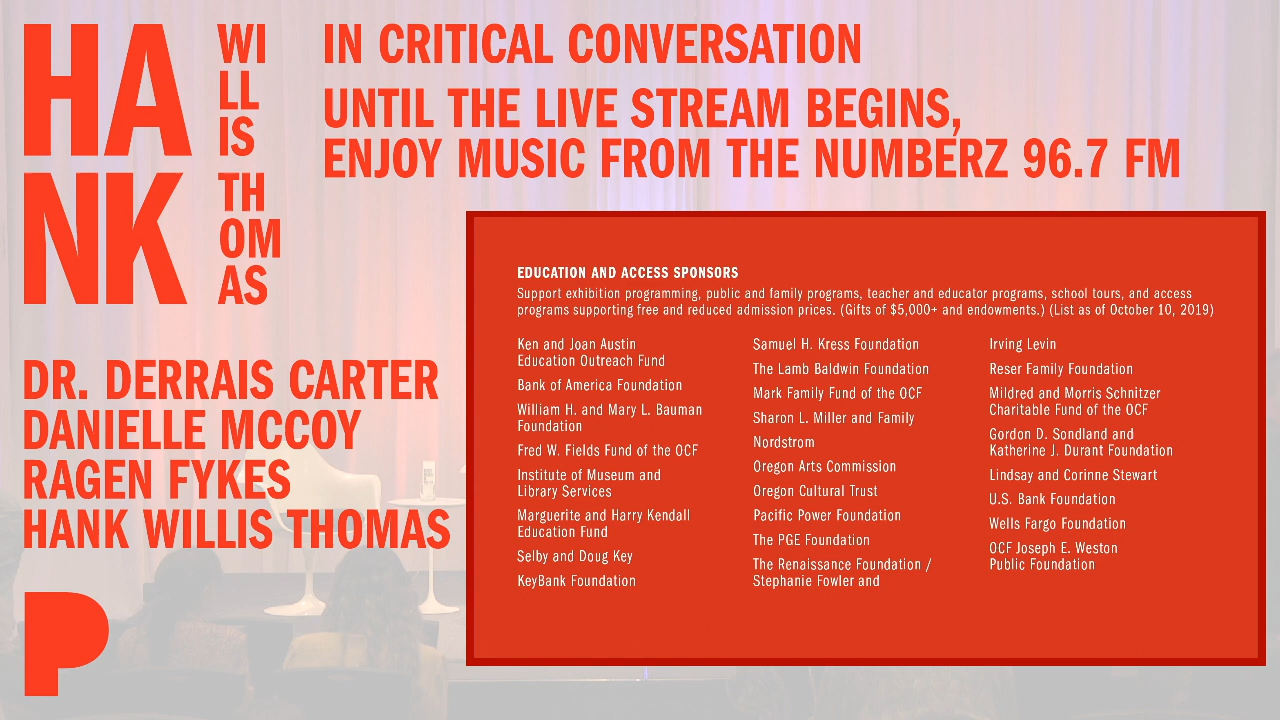 HA
NK
WI
LL
IS
TH
OM
AS
IN CRITICAL CONVERSATION
UNTIL THE LIVE STREAM BEGINS,
ENJOY MUSIC FROM THE NUMBERZ 96.7 FM
DR. DERRAIS CARTER
DANIELLE MCCOY
RAGEN FYKES
HANK WILLIS THOMAS
P
EDUCATION AND ACCESS SPONSORS
Support exhibition programming, public and family programs, teacher and educator programs, school tours, and access
programs supporting free and reduced admission prices. (Gifts of $5,000+ and endowments.) (List as of October 10, 2019)
Ken and Joan Austin
Education Outreach Fund
Bank of America Foundation
William H. and Mary L. Bauman
Foundation
Fred W. Fields Fund of the OCF
Institute of Museum and
Library Services
Marguerite and Harry Kendall
Education Fund
Selby and Doug Key
KeyBank Foundation
Samuel H. Kress Foundation
The Lamb Baldwin Foundation
Mark Family Fund of the OCF
Sharon L. Miller and Family
Nordstrom
Oregon Arts Commission
Oregon Cultural Trust
Pacific Power Foundation
The PGE Foundation
The Renaissance Foundation /
Stephanie Fowler and
Irving Levin
Reser Family Foundation
Mildred and Morris Schnitzer
Charitable Fund of the OCF
Gordon D. Sondland and
Katherine J. Durant Foundation
Lindsay and Corinne Stewart
U.S. Bank Foundation
Wells Fargo Foundation
OCF Joseph E. Weston
Public Foundation